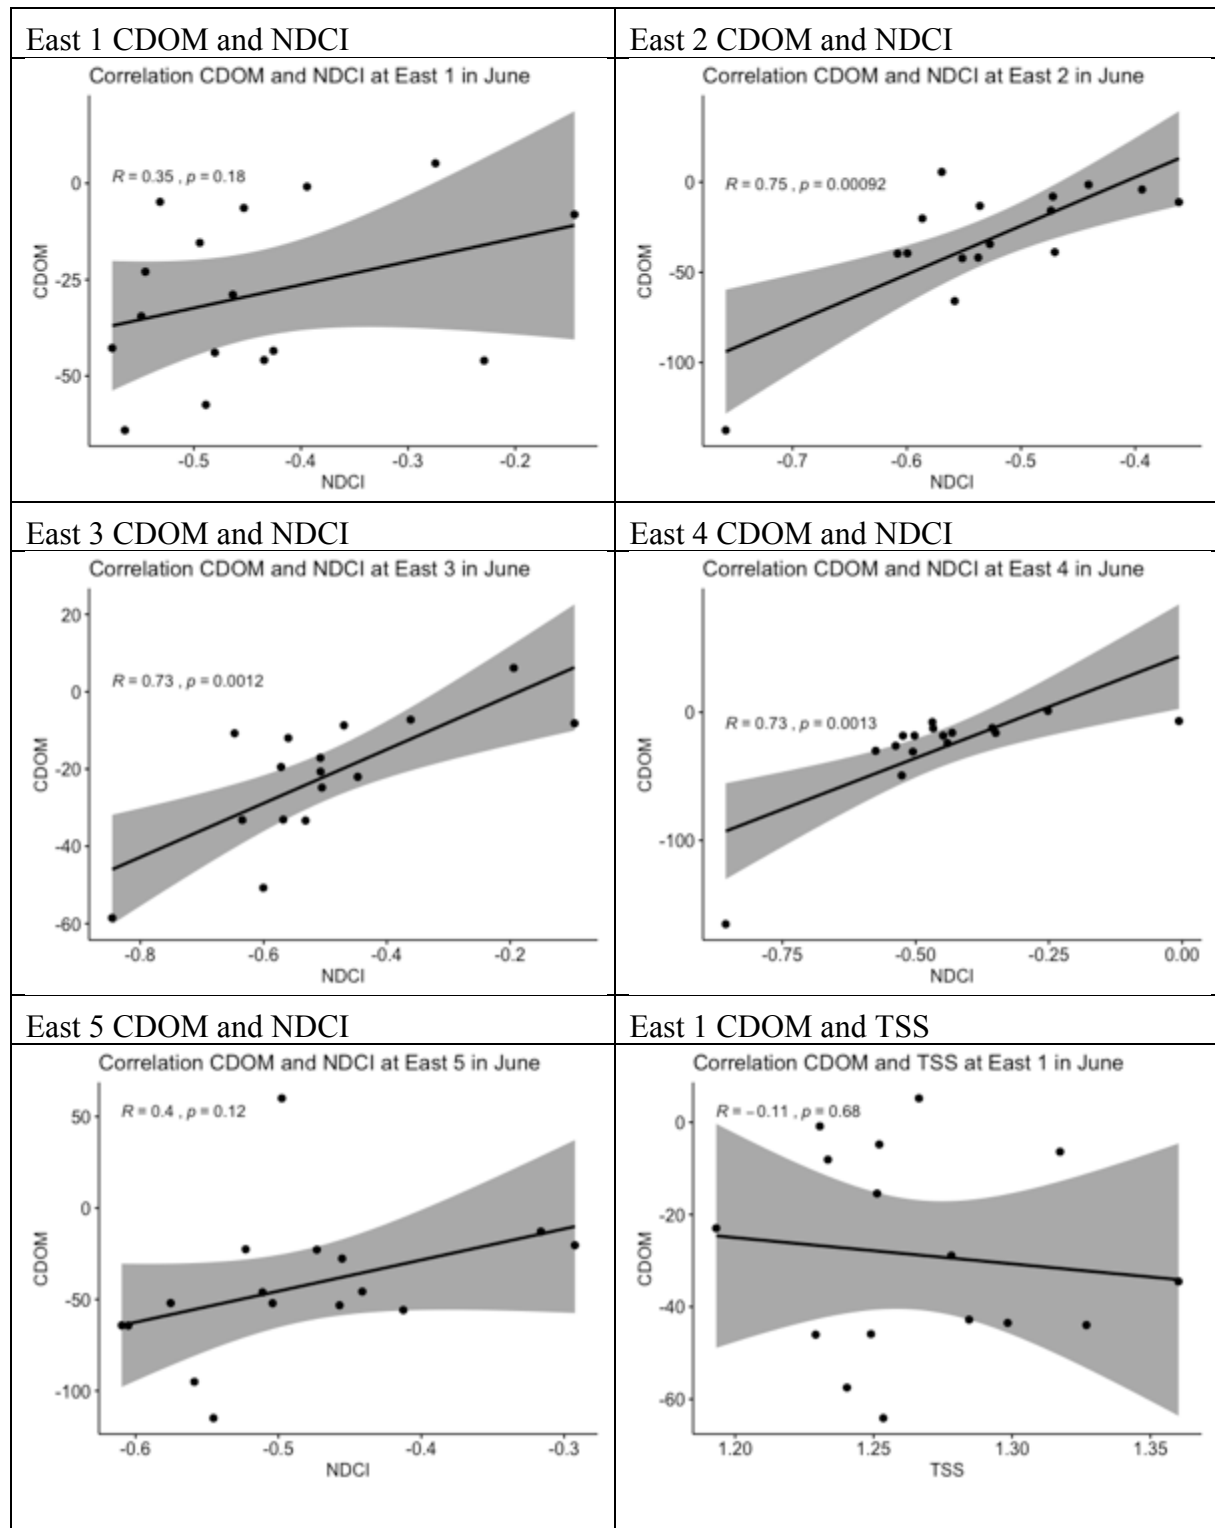 East 1 CDOM and NDCI
Correlation CDOM and NDCI at East 1 in June
R = 0.35 , p = 0.18
0
-25
-50
CDOM
-0.5 -0.4 -0.3 -0.2
NDCI
East 2 CDOM and NDCI
Correlation CDOM and NDCI at East 2 in June
R = 0.75 , p = 0.00092
0
-50
-100
CDOM
-0.7 -0.6 -0.5 -0.4
NDCI
East 3 CDOM and NDCI
Correlation CDOM and NDCI at East 3 in June
20
R = 0.73 , p = 0.0012
0
-20
-40
-60
CDOM
-0.8 -0.6 -0.4 -0.2
NDCI
East 4 CDOM and NDCI
Correlation CDOM and NDCI at East 4 in June
R = 0.73 , p = 0.0013
0
-100
CDOM
-0.75 -0.50 -0.25 0.00
NDCI
East 5 CDOM and NDCI
Correlation CDOM and NDCI at East 5 in June
R = 0.4 , p = 0.12
50
0
-50
-100
CDOM
-0.6 -0.5 -0.4 -0.3
NDCI
East 1 CDOM and TSS
Correlation CDOM and TSS at East 1 in June
R = −0.11 , p = 0.68
0
-20
-40
-60
CDOM
1.20 1.25 1.30 1.35
TSS